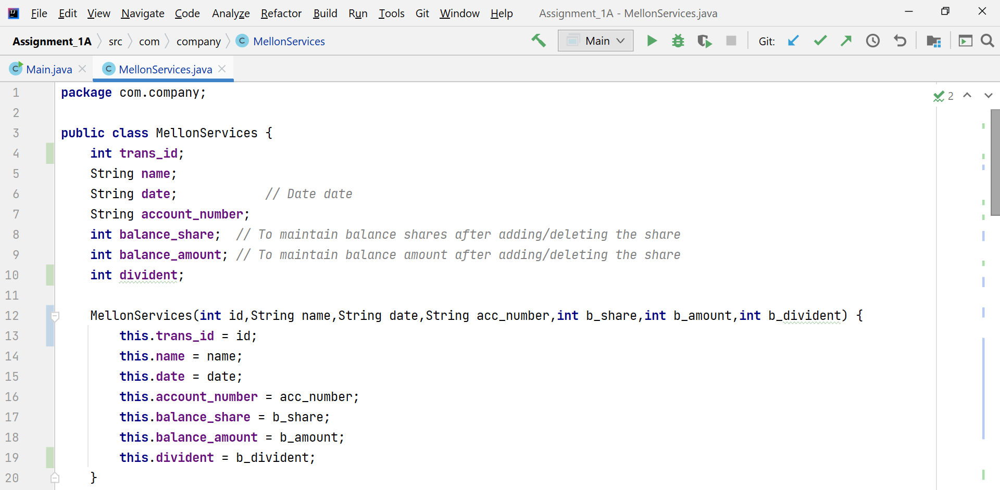 File Edit View Navigate Code Analyze Refactor Build Run Tools Git Window Help Assignment_1A - MellonServices.java
Assignment_1A src com company C MellonServices Main Git:
C Main.java C MellonServices.java
1 package com.company;
2
3 public class MellonServices {
4 int trans_id;
5 String name;
6 String date; // Date date
7 String account_number;
8 int balance_share; // To maintain balance shares after adding/deleting the share
9 int balance_amount; // To maintain balance amount after adding/deleting the share
10 int divident;
11
12 MellonServices(int id,String name,String date,String acc_number,int b_share,int b_amount,int b_divident) {
13 this.trans_id = id;
14 this.name = name;
15 this.date = date;
16 this.account_number = acc_number;
17 this.balance_share = b_share;
18 this.balance_amount = b_amount;
19 this.divident = b_divident;
20 }
2